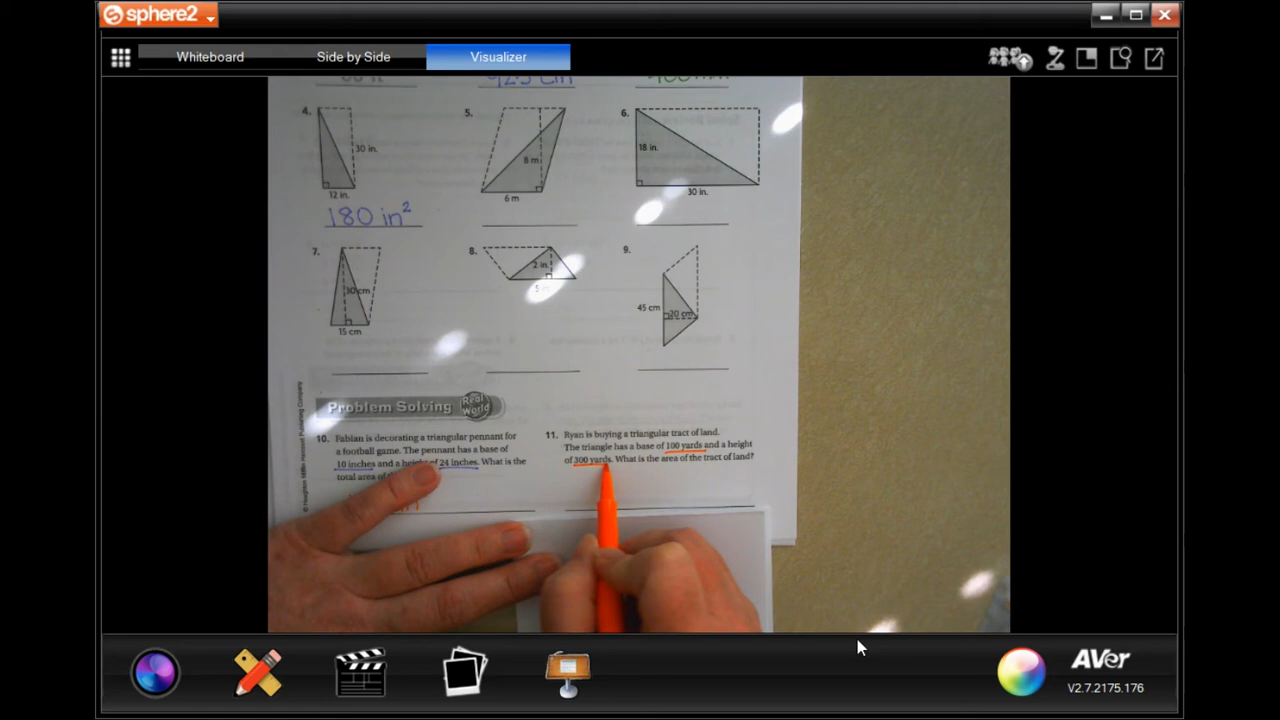 sphere2
Whiteboard
Side by Side
Visualizer
4.
5.
6.
30 in.
12 in.
8 m
6 m
18 in.
30 in.
180 in²
7.
8.
9.
30 cm
15 cm
2 in.
45 cm
20 cm
Problem Solving Real World
10. Fabian is decorating a triangular pennant for
a football game. The pennant has a base of
10 inches and a height of 24 inches. What is the
total area of
11. Ryan is buying a triangular tract of land.
The triangle has a base of 100 yards and a height
of 300 yards. What is the area of the tract of land?
© Houghton Mifflin Harcourt Publishing Company
AVer
V2.7.2175.176